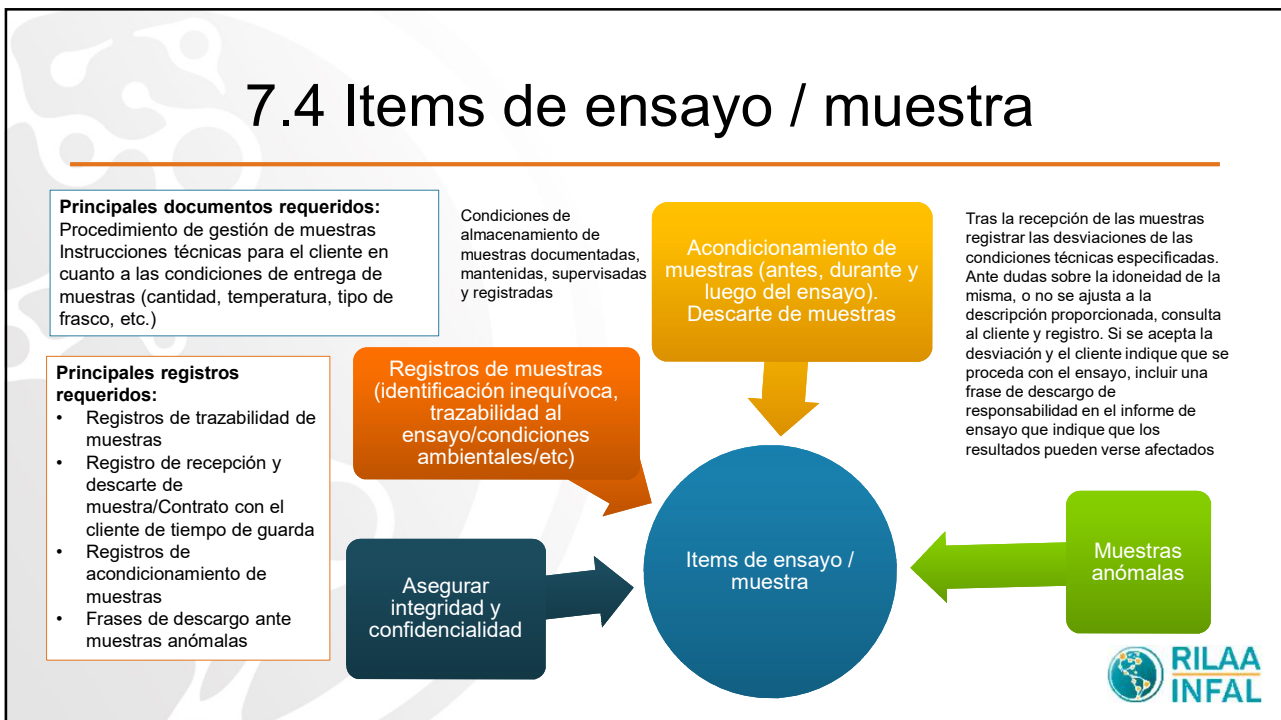 7.4 Items de ensayo / muestra
Principales documentos requeridos:
Procedimiento de gestión de muestras
Instrucciones técnicas para el cliente en
cuanto a las condiciones de entrega de
muestras (cantidad, temperatura, tipo de
frasco, etc.)
Condiciones de
almacenamiento de
muestras documentadas,
mantenidas, supervisadas
y registradas
Acondicionamiento de
muestras (antes, durante y
luego del ensayo).
Descarte de muestras
Tras la recepción de las muestras
registrar las desviaciones de las
condiciones técnicas especificadas.
Ante dudas sobre la idoneidad de la
misma, o no se ajusta a la
descripción proporcionada, consulta
al cliente y registro. Si se acepta la
desviación y el cliente indique que se
proceda con el ensayo, incluir una
frase de descargo de
responsabilidad en el informe de
ensayo que indique que los
resultados pueden verse afectados
Principales registros
requeridos:
• Registros de trazabilidad de
muestras
• Registro de recepción y
descarte de
muestra/Contrato con el
cliente de tiempo de guarda
• Registros de
acondicionamiento de
muestras
• Frases de descargo ante
muestras anómalas
Registros de muestras
(identificación inequívoca,
trazabilidad al
ensayo/condiciones
ambientales/etc)
Asegurar
integridad y
confidencialidad
Items de ensayo /
muestra
Muestras
anómalas
RILAA
INFAL